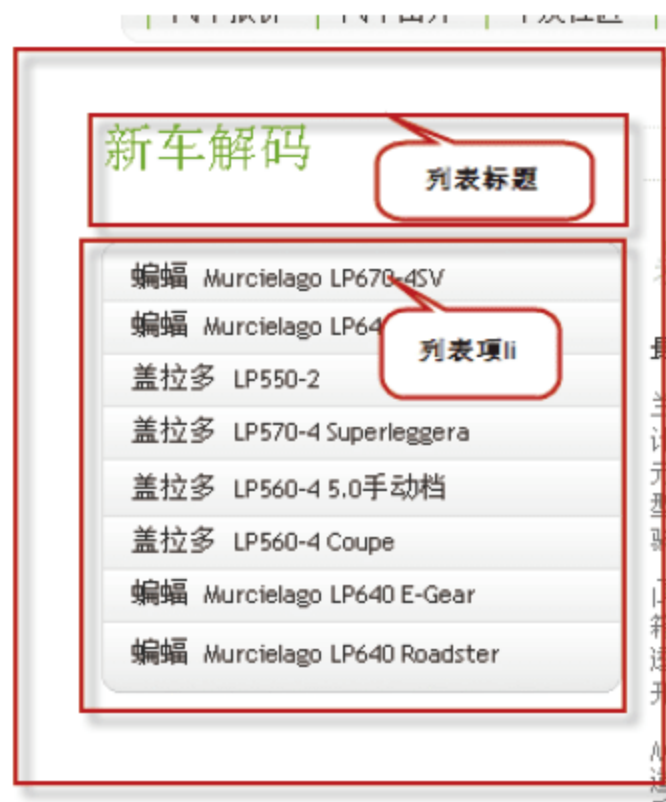 新车解码
列表标题
蝙蝠 Murcielago LP670-4SV
蝙蝠 Murcielago LP64
列表项li
盖拉多 LP550-2
盖拉多 LP570-4 Superleggera
盖拉多 LP560-4 5.0手动档
盖拉多 LP560-4 Coupe
蝙蝠 Murcielago LP640 E-Gear
蝙蝠 Murcielago LP640 Roadster